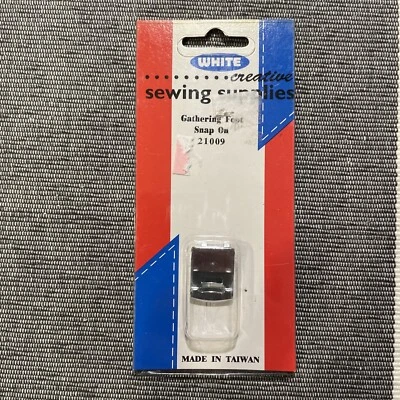 WHITE
creative
sewing supplies
Gathering Foot
Snap On
21009
MADE IN TAIWAN